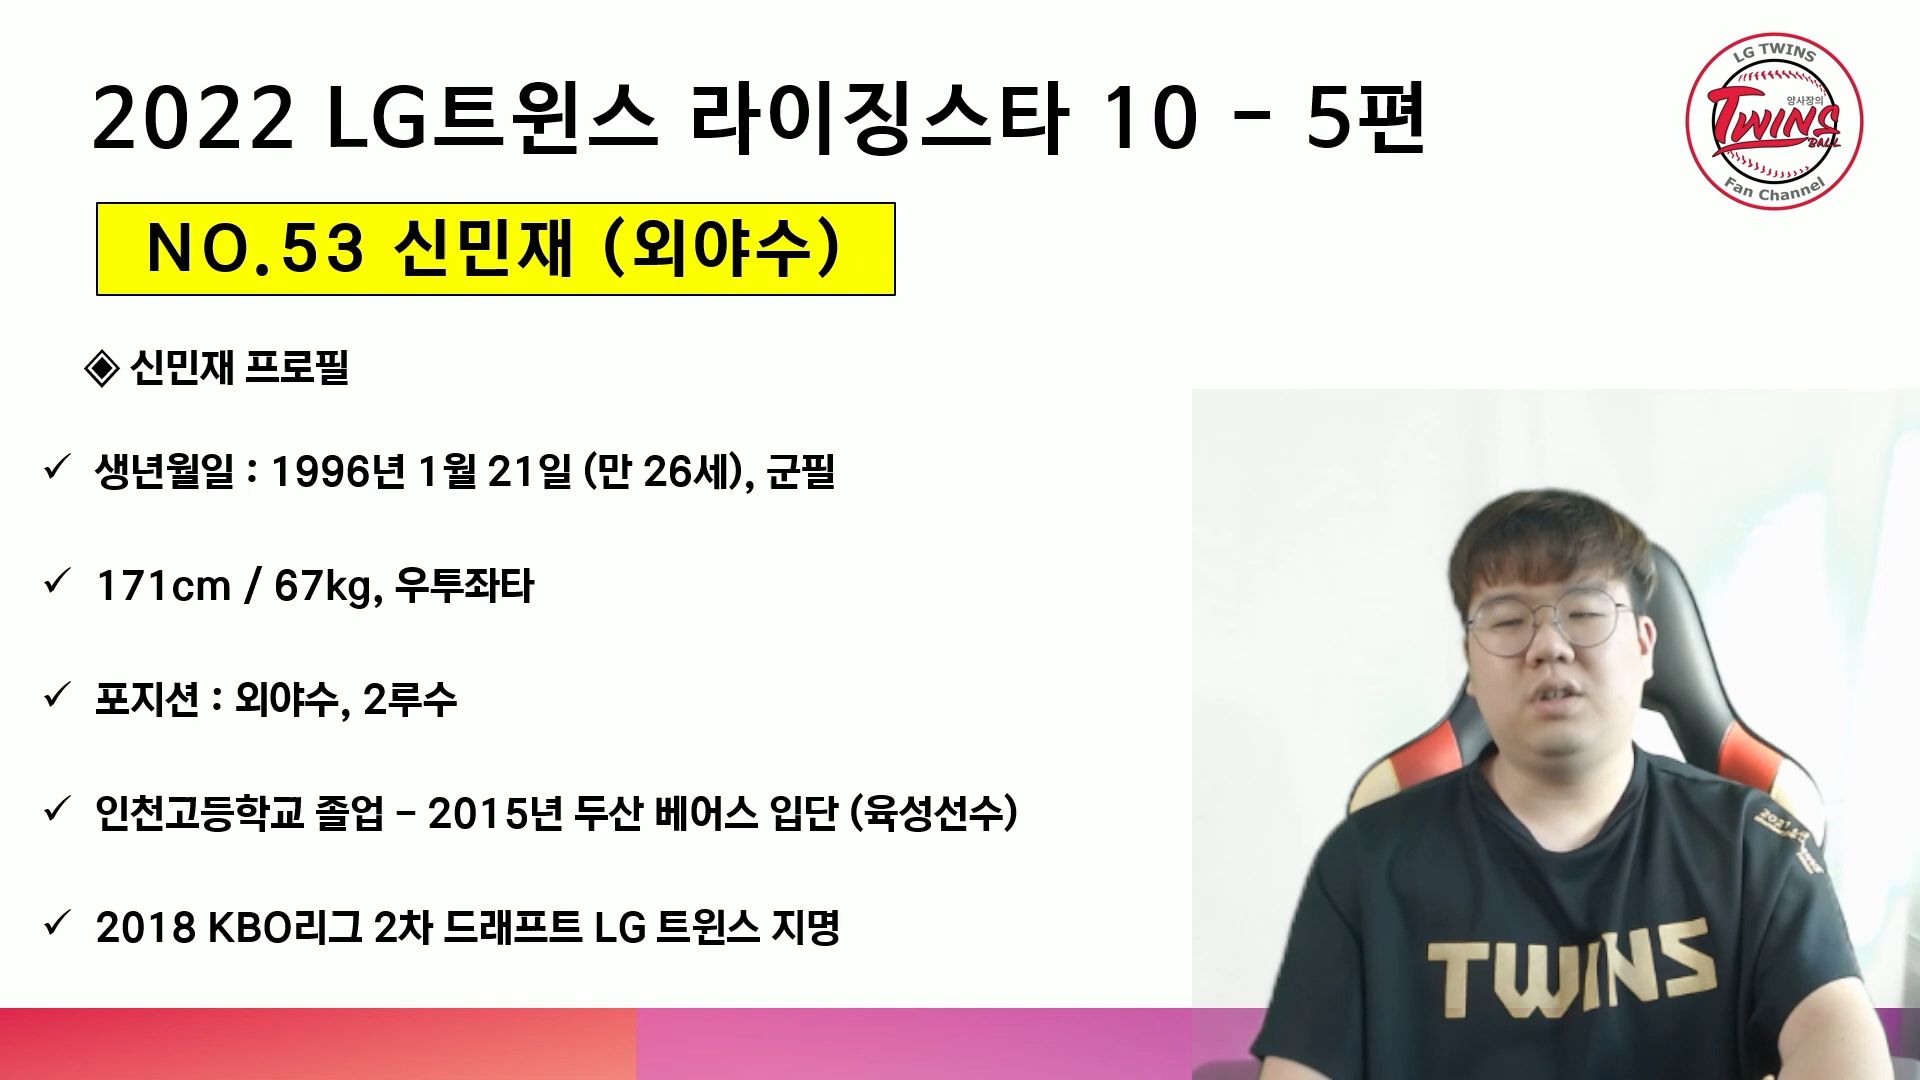 2022 LG트윈스 라이징스타 10 - 5편
LG TWINS
양사장의
TWINS
BALL
Fan Channel
NO.53 신민재 (외야수)
◈ 신민재 프로필
✓ 생년월일 : 1996년 1월 21일 (만 26세), 군필
✓ 171cm / 67kg, 우투좌타
✓ 포지션 : 외야수, 2루수
✓ 인천고등학교 졸업 – 2015년 두산 베어스 입단 (육성선수)
✓ 2018 KBO리그 2차 드래프트 LG 트윈스 지명
TWINS